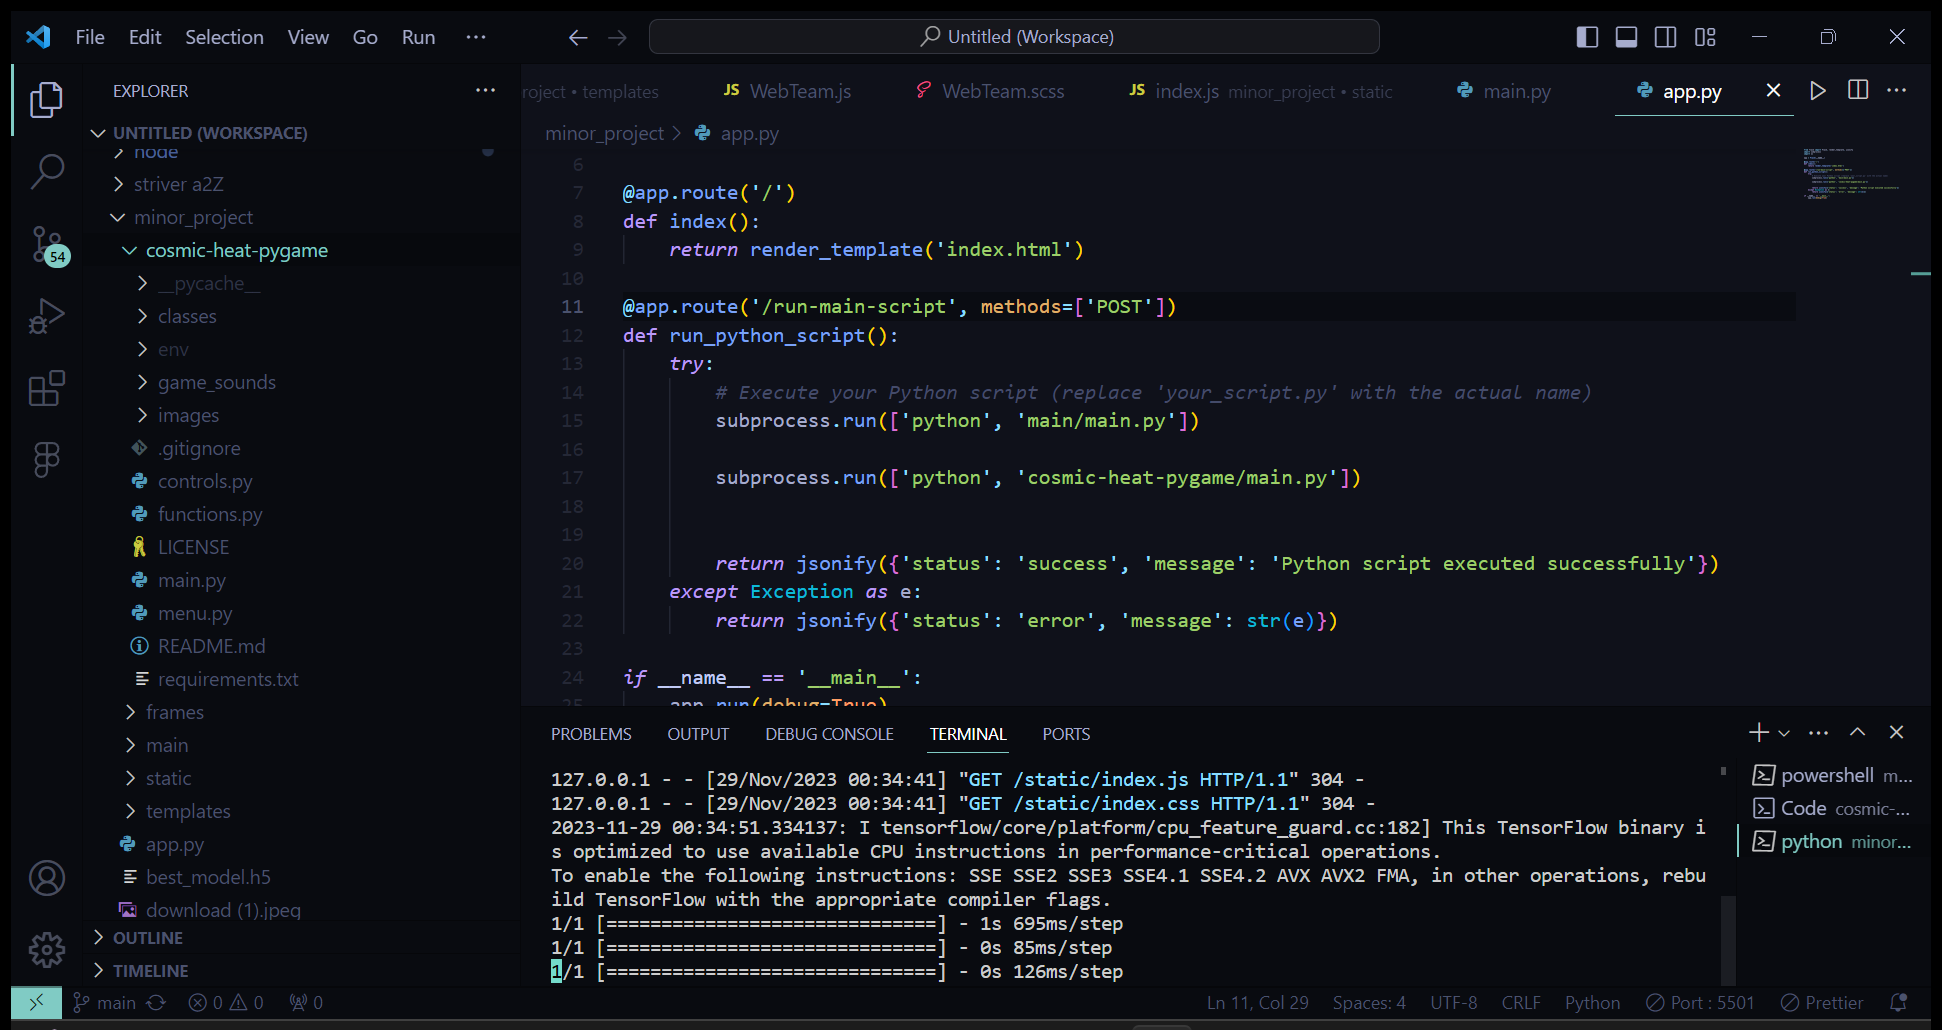 File Edit Selection View Go Run ···
Untitled (Workspace)
EXPLORER
UNTITLED (WORKSPACE)
node
striver a2Z
minor_project
cosmic-heat-pygame
__pycache__
classes
env
game_sounds
images
.gitignore
controls.py
functions.py
LICENSE
main.py
menu.py
README.md
requirements.txt
frames
main
static
templates
app.py
best_model.h5
download (1).jpeg
OUTLINE
TIMELINE
54
roject • templates JS WebTeam.js WebTeam.scss JS index.js minor_project • static main.py app.py
minor_project > app.py
6
7 @app.route('/')
8 def index():
9 return render_template('index.html')
10
11 @app.route('/run-main-script', methods=['POST'])
12 def run_python_script():
13 try:
14 # Execute your Python script (replace 'your_script.py' with the actual name)
15 subprocess.run(['python', 'main/main.py'])
16
17 subprocess.run(['python', 'cosmic-heat-pygame/main.py'])
18
19
20 return jsonify({'status': 'success', 'message': 'Python script executed successfully'})
21 except Exception as e:
22 return jsonify({'status': 'error', 'message': str(e)})
23
24 if __name__ == '__main__':
25 app.run(debug=True)
PROBLEMS OUTPUT DEBUG CONSOLE TERMINAL PORTS
127.0.0.1 - - [29/Nov/2023 00:34:41] "GET /static/index.js HTTP/1.1" 304 -
127.0.0.1 - - [29/Nov/2023 00:34:41] "GET /static/index.css HTTP/1.1" 304 -
2023-11-29 00:34:51.334137: I tensorflow/core/platform/cpu_feature_guard.cc:182] This TensorFlow binary i
s optimized to use available CPU instructions in performance-critical operations.
To enable the following instructions: SSE SSE2 SSE3 SSE4.1 SSE4.2 AVX AVX2 FMA, in other operations, rebu
ild TensorFlow with the appropriate compiler flags.
1/1 [==============================] - 1s 695ms/step
1/1 [==============================] - 0s 85ms/step
1/1 [==============================] - 0s 126ms/step
powershell m...
Code cosmic-...
python minor...
main 0 0 0 Ln 11, Col 29 Spaces: 4 UTF-8 CRLF Python Port : 5501 Prettier